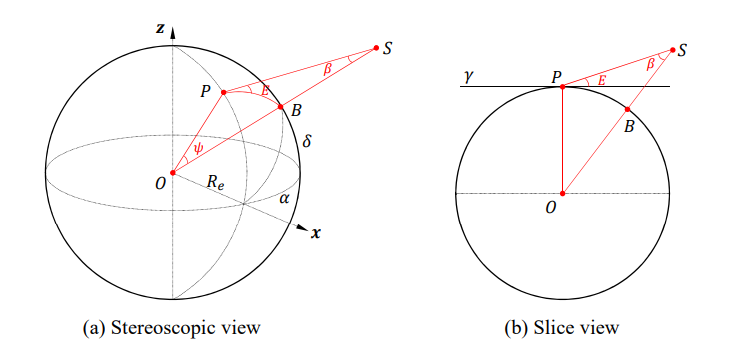 z
S
β
P
E
B
ψ
δ
O
R_e
α
x
(a) Stereoscopic view
S
γ
P
β
E
B
O
(b) Slice view